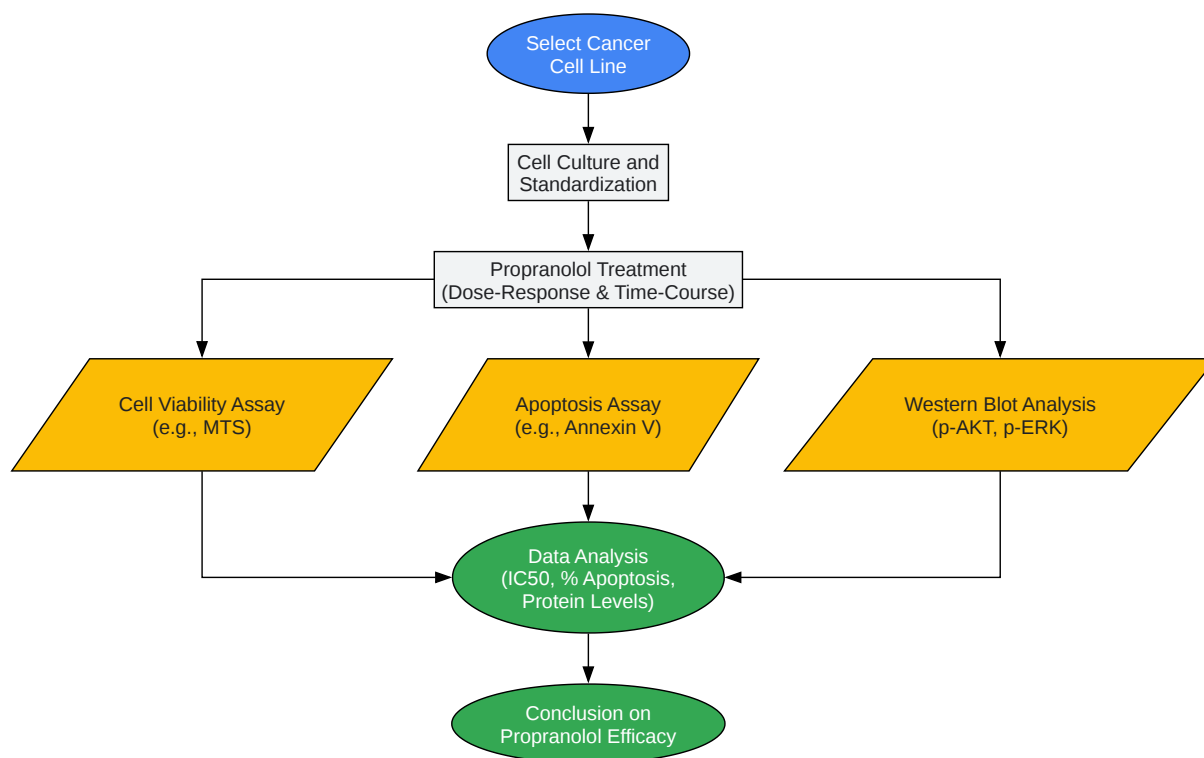 Select Cancer
Cell Line
Cell Culture and
Standardization
Propranolol Treatment
(Dose-Response & Time-Course)
Cell Viability Assay
(e.g., MTS)
Apoptosis Assay
(e.g., Annexin V)
Western Blot Analysis
(p-AKT, p-ERK)
Data Analysis
(IC50, % Apoptosis,
Protein Levels)
Conclusion on
Propranolol Efficacy